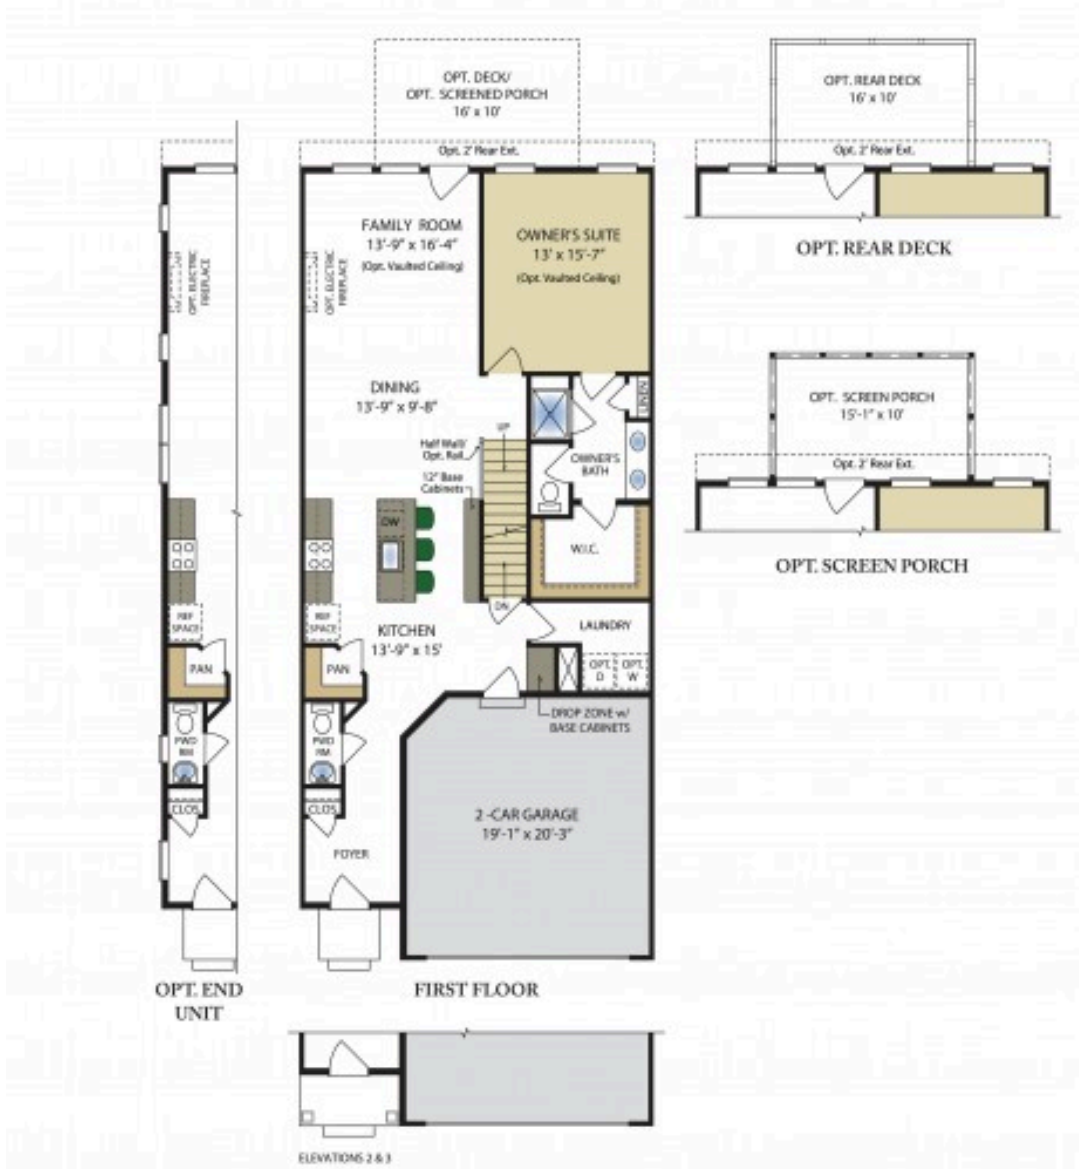 OPT. DECK/
OPT. SCREENED PORCH
16' x 10'
Opt. 2' Rear Ext.
FAMILY ROOM
13'-9" x 16'-4"
(Opt. Vaulted Ceiling)
OWNER'S SUITE
13' x 15'-7"
(Opt. Vaulted Ceiling)
OPT. ELECTRIC
FIREPLACE
OPT. ELECTRIC
FIREPLACE
DINING
13'-9" x 9'-8"
LINEN
UP
Half Wall/
Opt. Rail
12" Base
Cabinets
OWNER'S
BATH
DW
W.I.C.
REF
SPACE
REF
SPACE
DN
KITCHEN
13'-9" x 15'
LAUNDRY
PAN
PAN
OPT.
D
OPT.
W
DROP ZONE w/
BASE CABINETS
PWD
RM
PWD
RM
CLOS
CLOS
2 -CAR GARAGE
19'-1" x 20'-3"
FOYER
OPT. END
UNIT
FIRST FLOOR
ELEVATIONS 2 & 3
OPT. REAR DECK
16' x 10'
Opt. 2' Rear Ext.
OPT. REAR DECK
OPT. SCREEN PORCH
15'-1" x 10'
Opt. 2' Rear Ext.
OPT. SCREEN PORCH